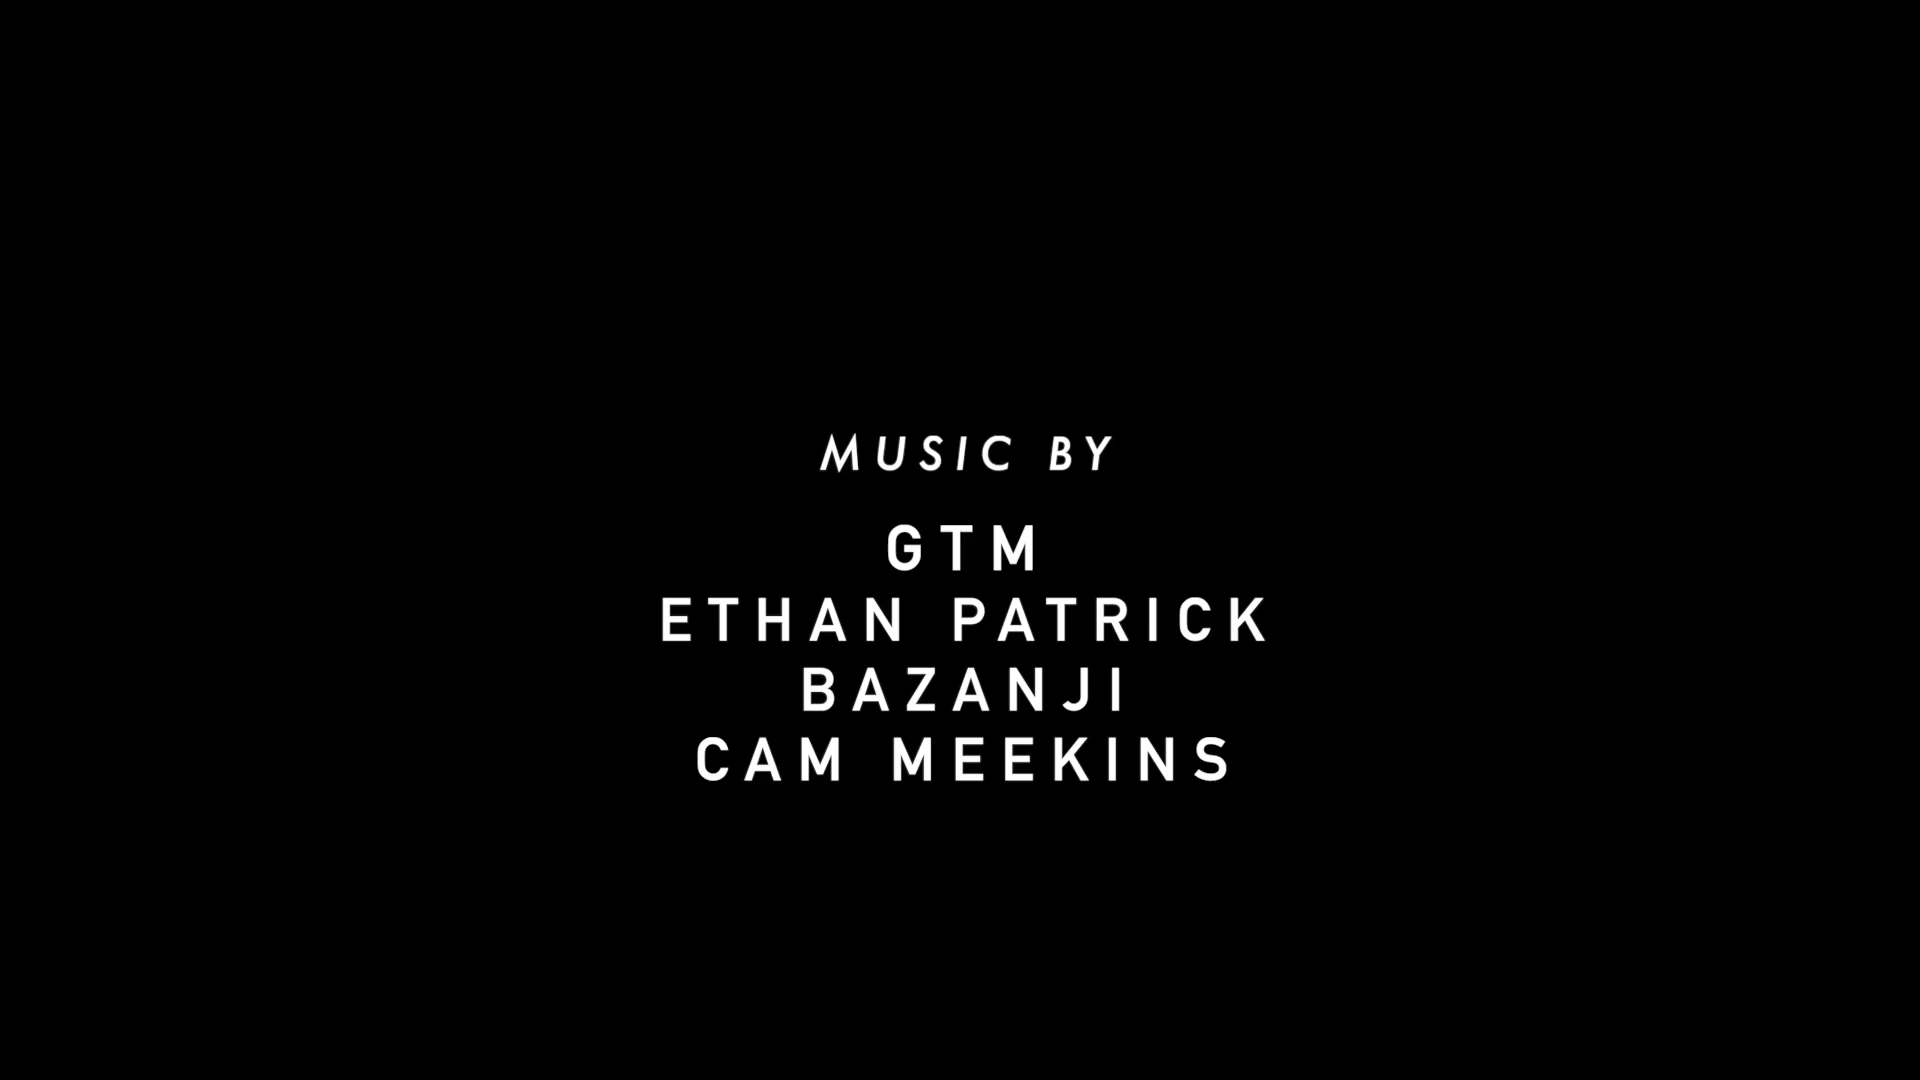 MUSIC BY
GTM
ETHAN PATRICK
BAZANJI
CAM MEEKINS